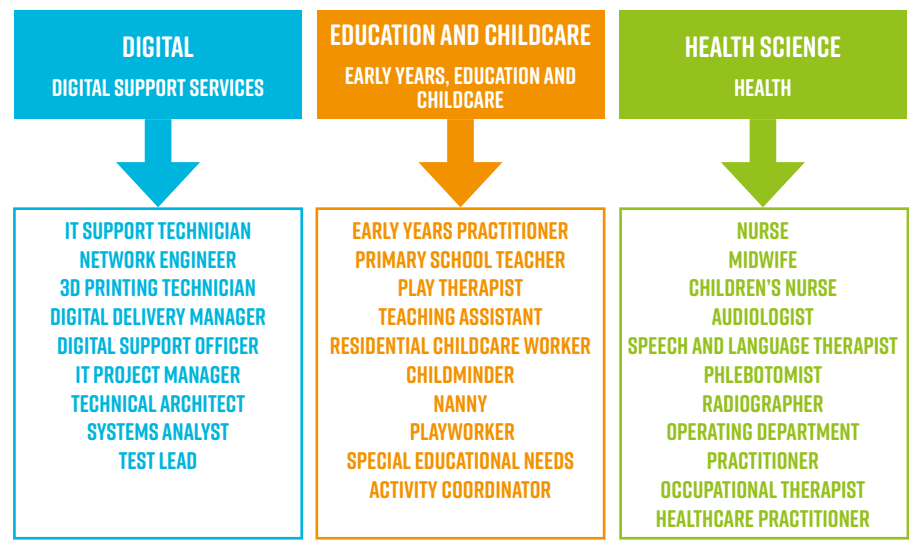 DIGITAL
DIGITAL SUPPORT SERVICES
IT SUPPORT TECHNICIAN
NETWORK ENGINEER
3D PRINTING TECHNICIAN
DIGITAL DELIVERY MANAGER
DIGITAL SUPPORT OFFICER
IT PROJECT MANAGER
TECHNICAL ARCHITECT
SYSTEMS ANALYST
TEST LEAD
EDUCATION AND CHILDCARE
EARLY YEARS, EDUCATION AND
CHILDCARE
EARLY YEARS PRACTITIONER
PRIMARY SCHOOL TEACHER
PLAY THERAPIST
TEACHING ASSISTANT
RESIDENTIAL CHILDCARE WORKER
CHILDMINDER
NANNY
PLAYWORKER
SPECIAL EDUCATIONAL NEEDS
ACTIVITY COORDINATOR
HEALTH SCIENCE
HEALTH
NURSE
MIDWIFE
CHILDREN'S NURSE
AUDIOLOGIST
SPEECH AND LANGUAGE THERAPIST
PHLEBOTOMIST
RADIOGRAPHER
OPERATING DEPARTMENT
PRACTITIONER
OCCUPATIONAL THERAPIST
HEALTHCARE PRACTITIONER